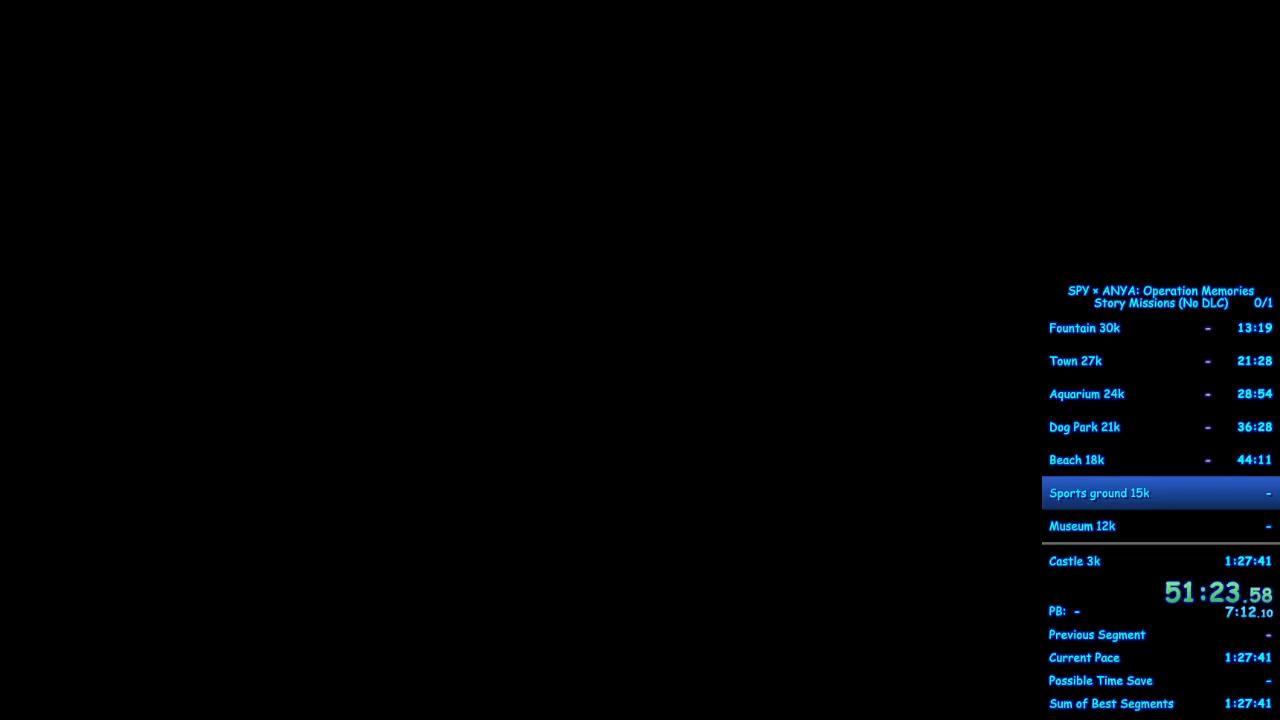 SPY × ANYA: Operation Memories
Story Missions (No DLC) 0/1
Fountain 30k - 13:19
Town 27k - 21:28
Aquarium 24k - 28:54
Dog Park 21k - 36:28
Beach 18k - 44:11
Sports ground 15k -
Museum 12k -
Castle 3k 1:27:41
51:23.58
PB: - 7:12.10
Previous Segment -
Current Pace 1:27:41
Possible Time Save -
Sum of Best Segments 1:27:41